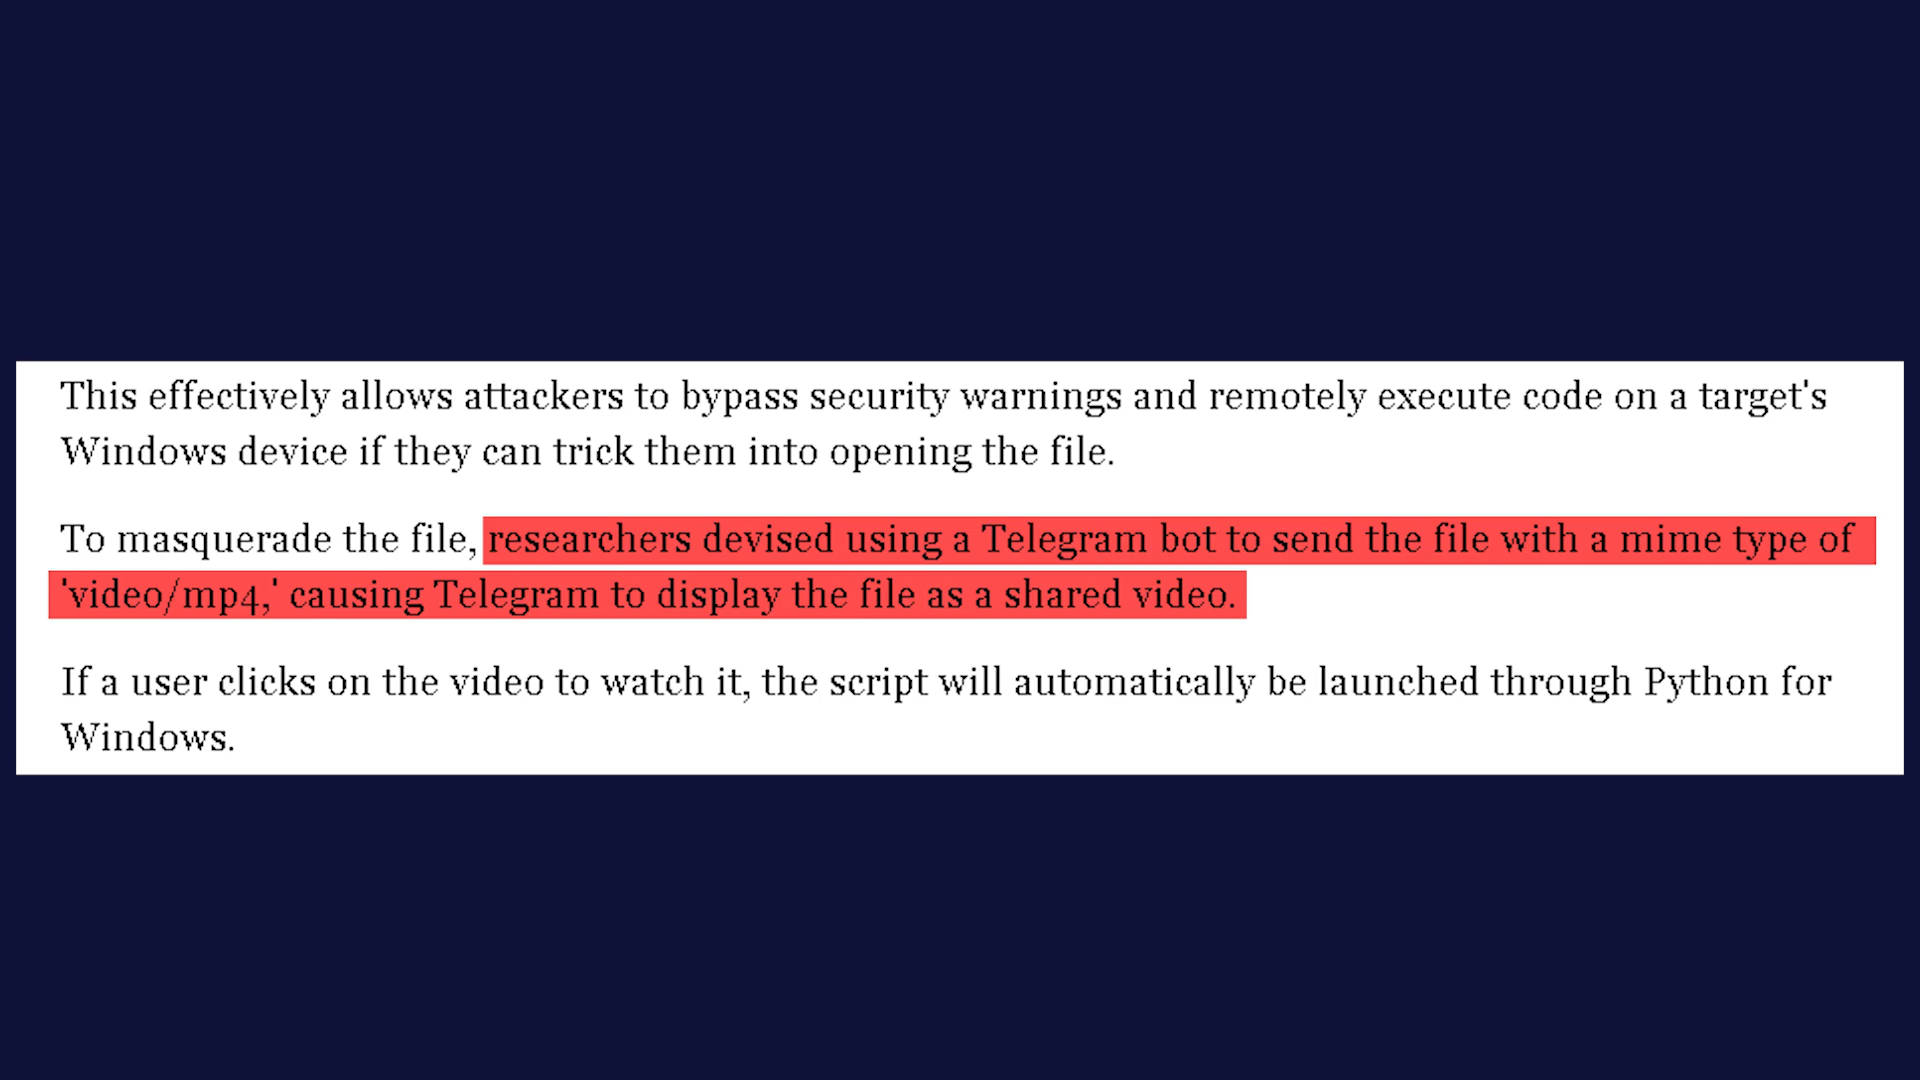 This effectively allows attackers to bypass security warnings and remotely execute code on a target's
Windows device if they can trick them into opening the file.
To masquerade the file, researchers devised using a Telegram bot to send the file with a mime type of
'video/mp4,' causing Telegram to display the file as a shared video.
If a user clicks on the video to watch it, the script will automatically be launched through Python for
Windows.